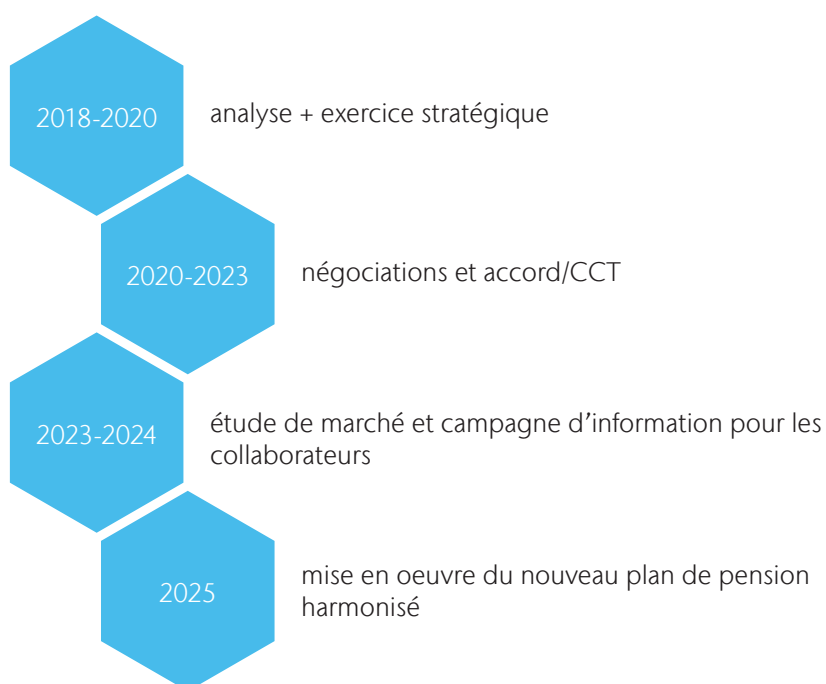 2018-2020
analyse + exercice stratégique
2020-2023
négociations et accord/CCT
2023-2024
étude de marché et campagne d’information pour les
collaborateurs
2025
mise en oeuvre du nouveau plan de pension
harmonisé